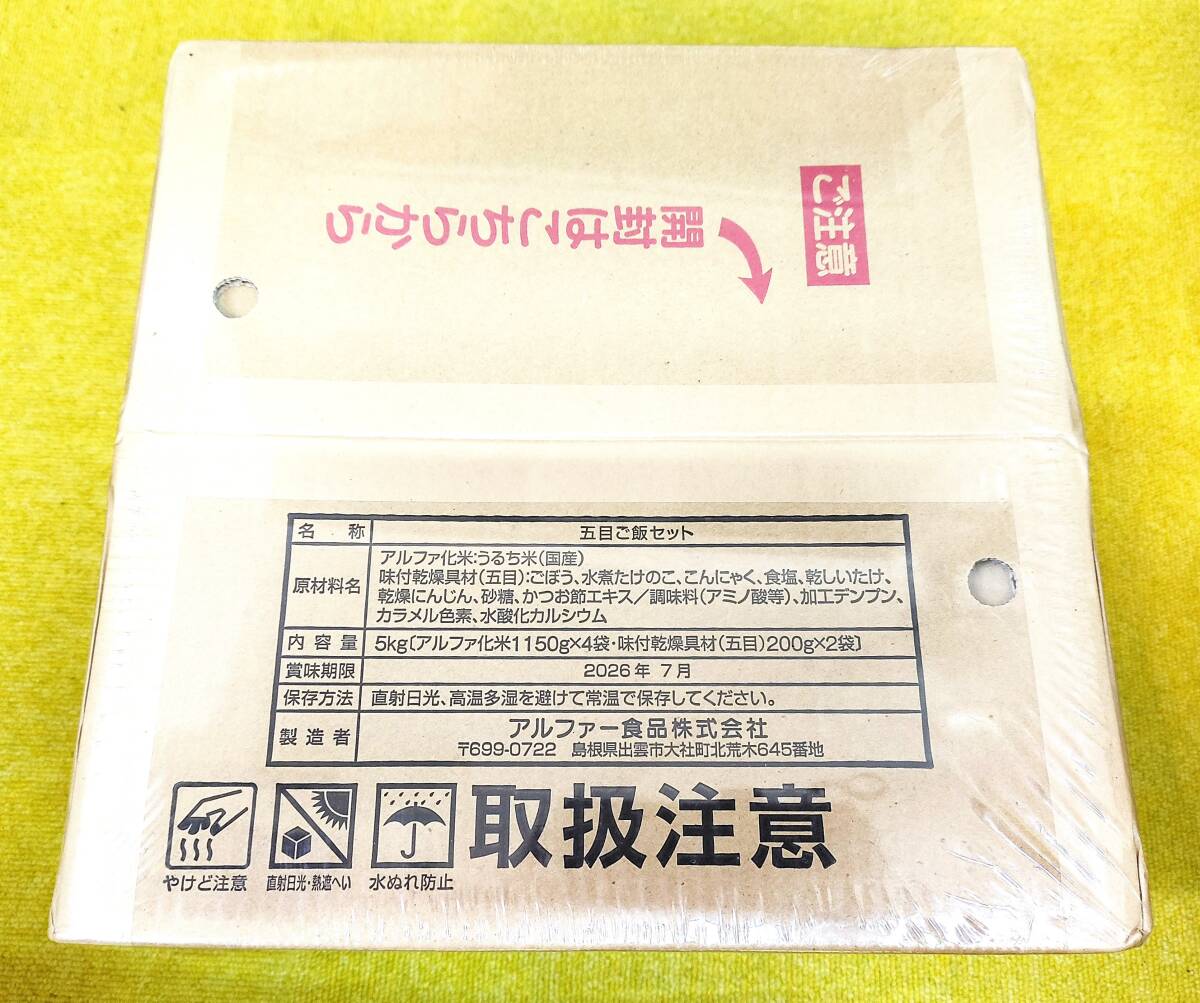 ご注意
開封はこちらから
名称 五目ご飯セット
原材料名 アルファ化米:うるち米(国産)
味付乾燥具材(五目):ごぼう、水煮たけのこ、こんにゃく、食塩、乾しいたけ、
乾燥にんじん、砂糖、かつお節エキス/調味料(アミノ酸等)、加工デンプン、
カラメル色素、水酸化カルシウム
内容量 5kg〔アルファ化米1150g×4袋・味付乾燥具材(五目)200g×2袋〕
賞味期限 2026年 7月
保存方法 直射日光、高温多湿を避けて常温で保存してください。
製造者 アルファー食品株式会社
〒699-0722 島根県出雲市大社町北荒木645番地
取扱注意
やけど注意 直射日光・熱遮へい 水ぬれ防止